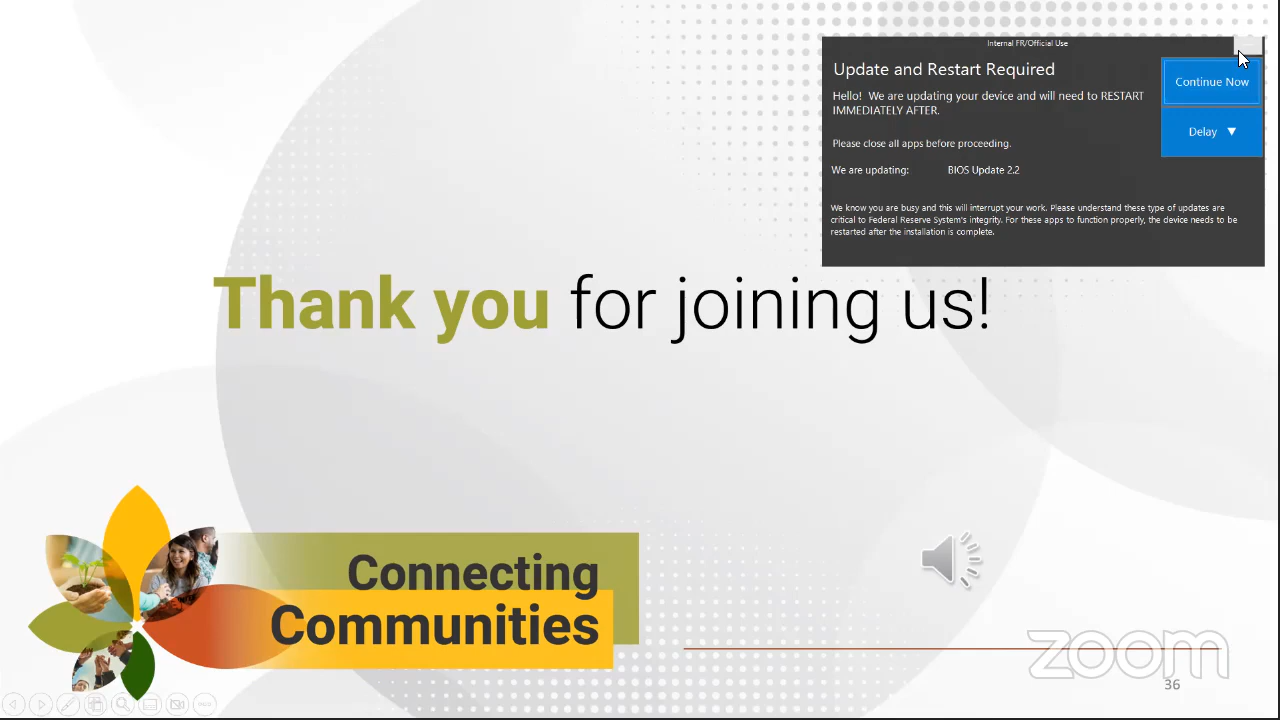 Internal FR/Official Use
Update and Restart Required
Hello!  We are updating your device and will need to RESTART
IMMEDIATELY AFTER.
Please close all apps before proceeding.
We are updating: BIOS Update 2.2
We know you are busy and this will interrupt your work. Please understand these type of updates are
critical to Federal Reserve System's integrity. For these apps to function properly, the device needs to be
restarted after the installation is complete.
Continue Now
Delay ▼
Thank you for joining us!
Connecting
Communities
zoom
36